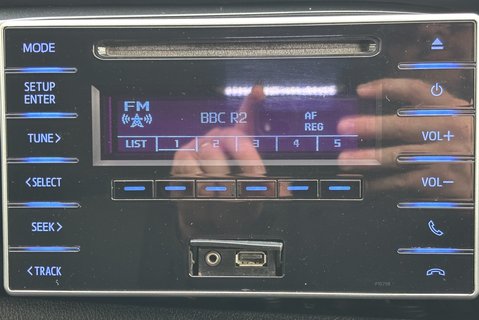 MODE
SETUP
ENTER
TUNE>
<SELECT
SEEK>
<TRACK
FM
BBC R2
AF
REG
LIST 1 2 3 4 5
VOL+
VOL-